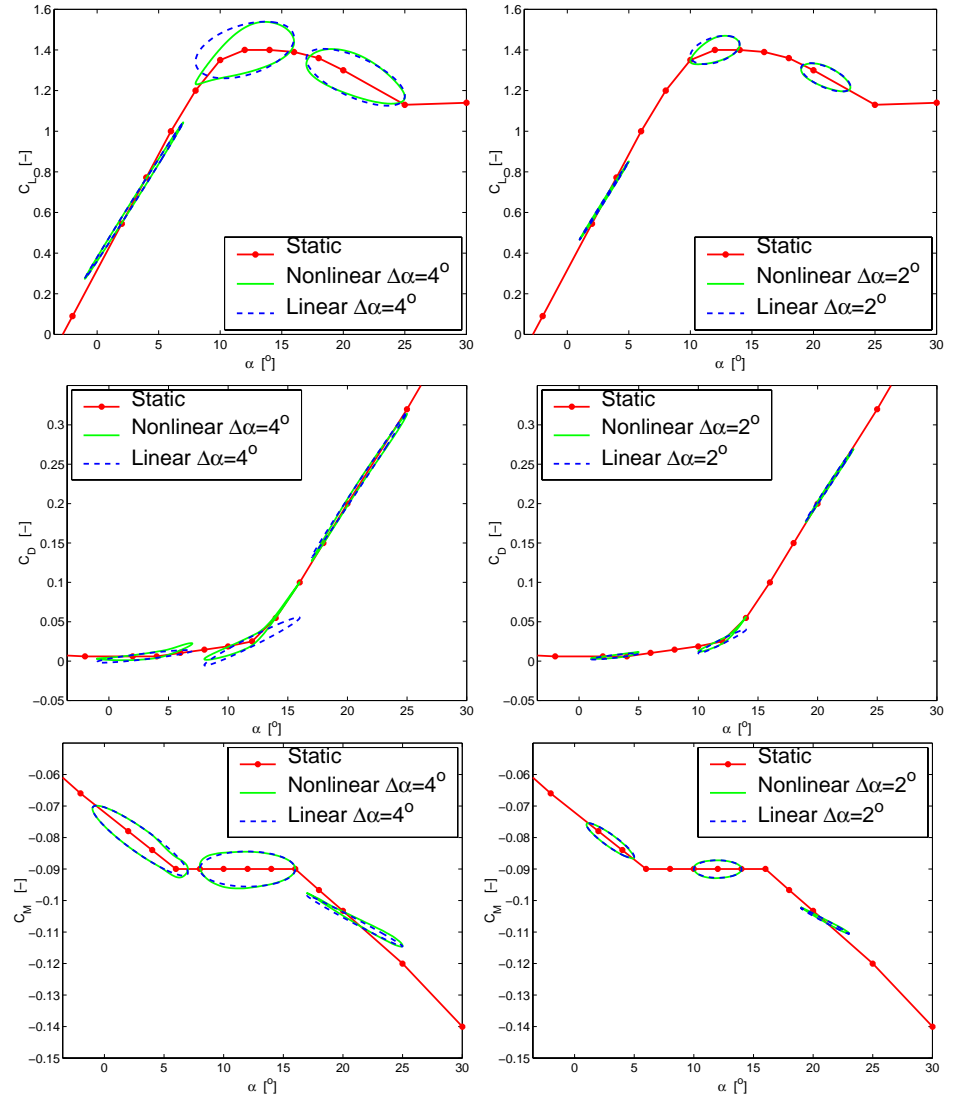 1.6
1.4
1.2
1
0.8
0.6
0.4
0.2
0
C_L [−]
0 5 10 15 20 25 30
α [°]
Static
Nonlinear Δα=4°
Linear Δα=4°
1.6
1.4
1.2
1
0.8
0.6
0.4
0.2
0
C_L [−]
0 5 10 15 20 25 30
α [°]
Static
Nonlinear Δα=2°
Linear Δα=2°
0.3
0.25
0.2
0.15
0.1
0.05
0
−0.05
C_D [−]
0 5 10 15 20 25 30
α [°]
Static
Nonlinear Δα=4°
Linear Δα=4°
0.3
0.25
0.2
0.15
0.1
0.05
0
−0.05
C_D [−]
0 5 10 15 20 25 30
α [°]
Static
Nonlinear Δα=2°
Linear Δα=2°
−0.06
−0.07
−0.08
−0.09
−0.1
−0.11
−0.12
−0.13
−0.14
−0.15
C_M [−]
0 5 10 15 20 25 30
α [°]
Static
Nonlinear Δα=4°
Linear Δα=4°
−0.06
−0.07
−0.08
−0.09
−0.1
−0.11
−0.12
−0.13
−0.14
−0.15
C_M [−]
0 5 10 15 20 25 30
α [°]
Static
Nonlinear Δα=2°
Linear Δα=2°